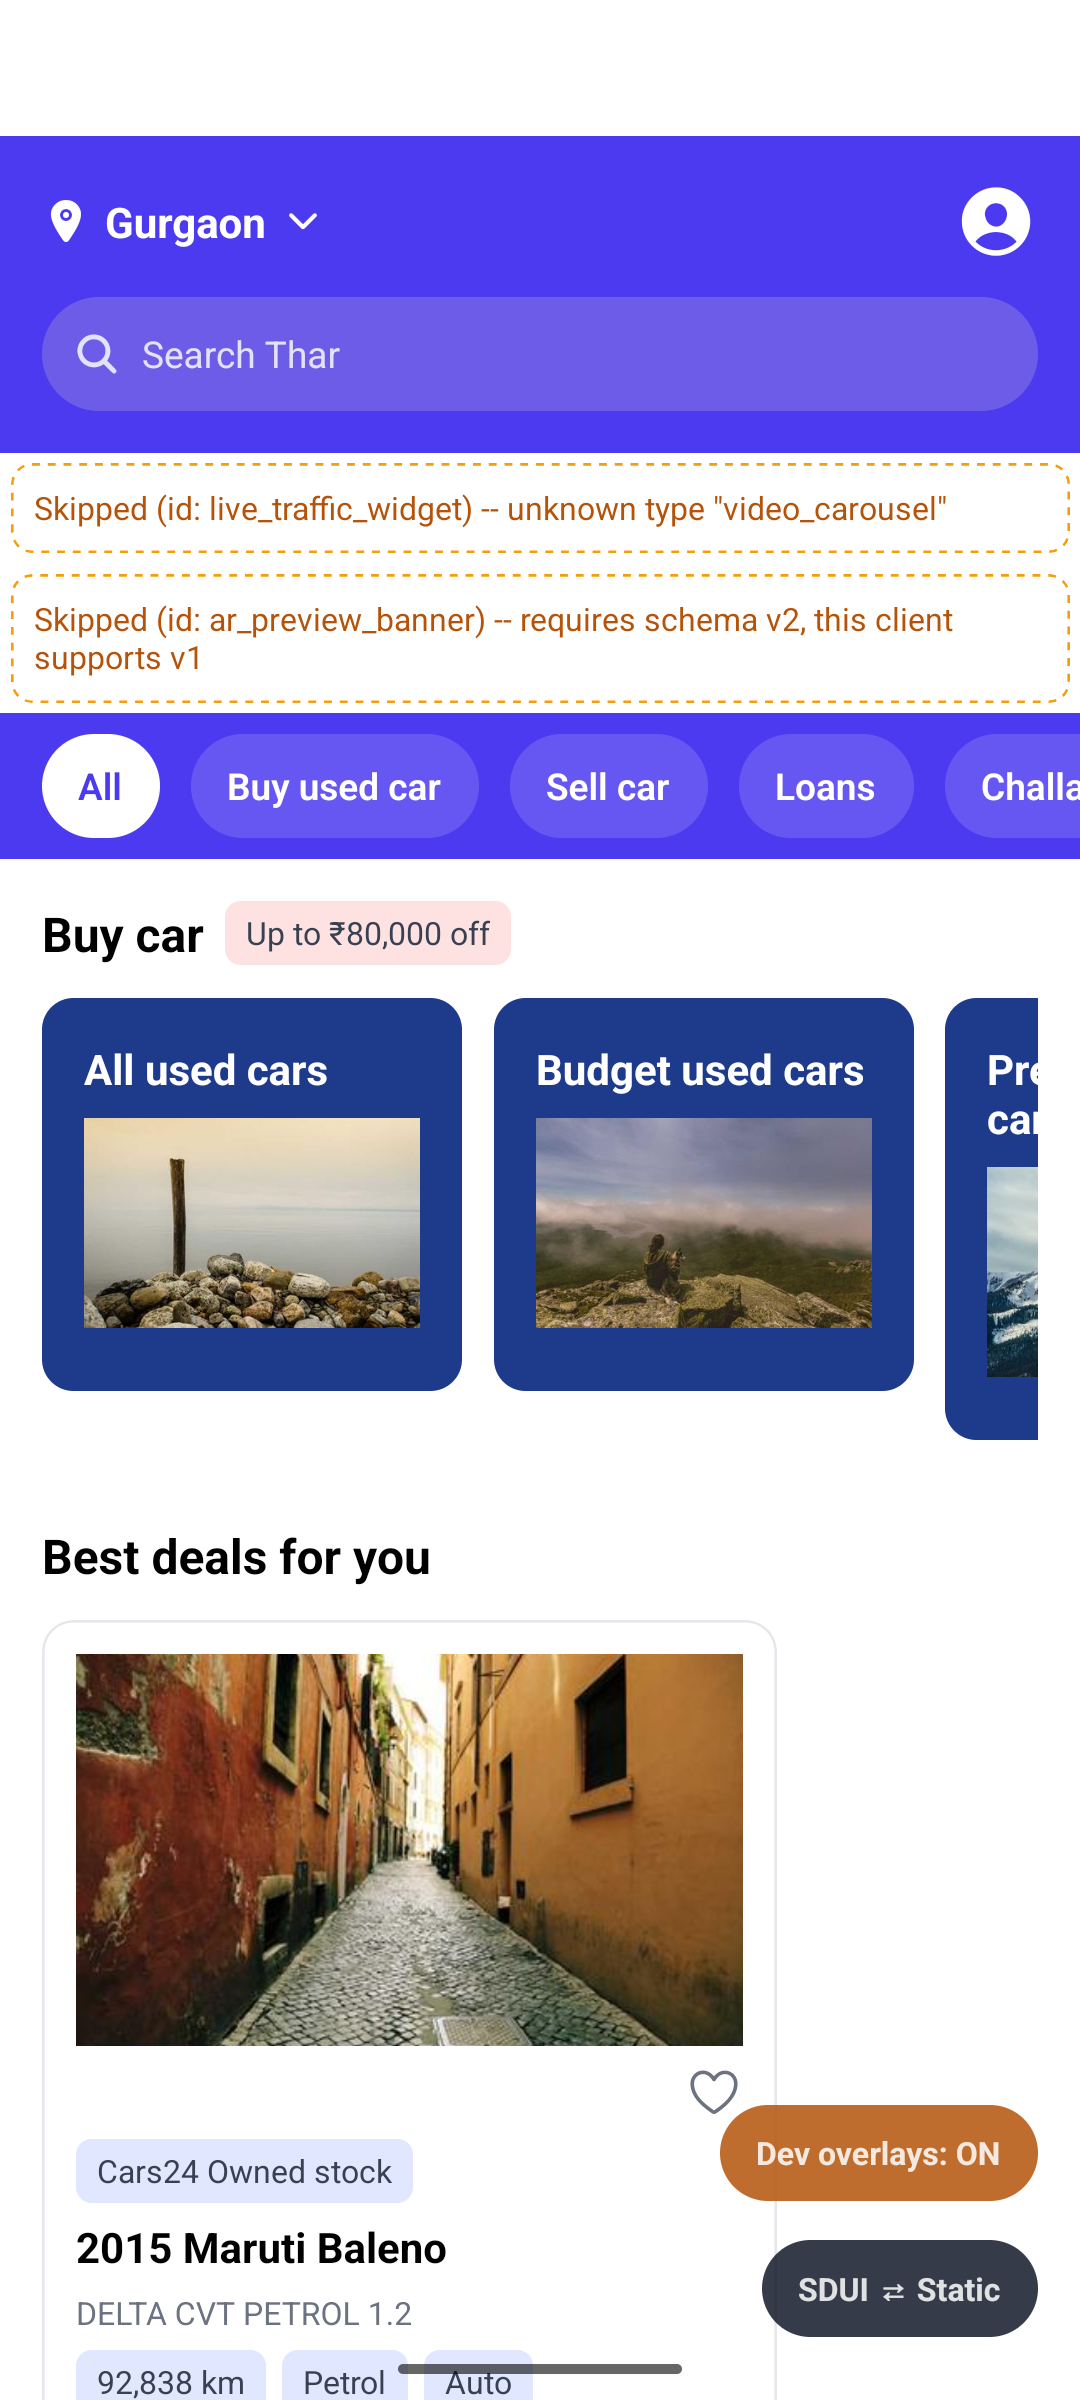 Gurgaon
Search Thar
Skipped (id: live_traffic_widget) -- unknown type "video_carousel"
Skipped (id: ar_preview_banner) -- requires schema v2, this client
supports v1
All
Buy used car
Sell car
Loans
Challa
Buy car
Up to ₹80,000 off
All used cars
Budget used cars
Pre
car
Best deals for you
Dev overlays: ON
Cars24 Owned stock
2015 Maruti Baleno
SDUI ⇄ Static
DELTA CVT PETROL 1.2
92,838 km
Petrol
Auto